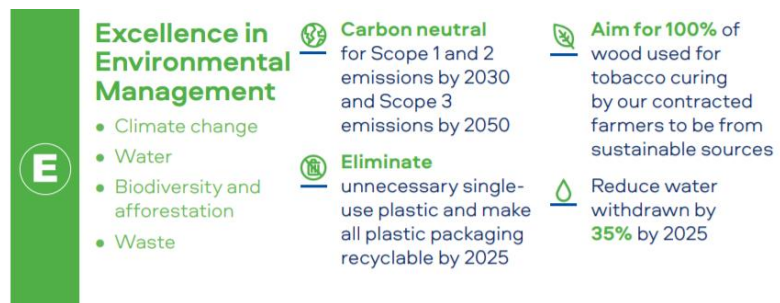 E
Excellence in
Environmental
Management
• Climate change
• Water
• Biodiversity and
afforestation
• Waste
Carbon neutral
for Scope 1 and 2
emissions by 2030
and Scope 3
emissions by 2050
Eliminate
unnecessary single-
use plastic and make
all plastic packaging
recyclable by 2025
Aim for 100% of
wood used for
tobacco curing
by our contracted
farmers to be from
sustainable sources
Reduce water
withdrawn by
35% by 2025